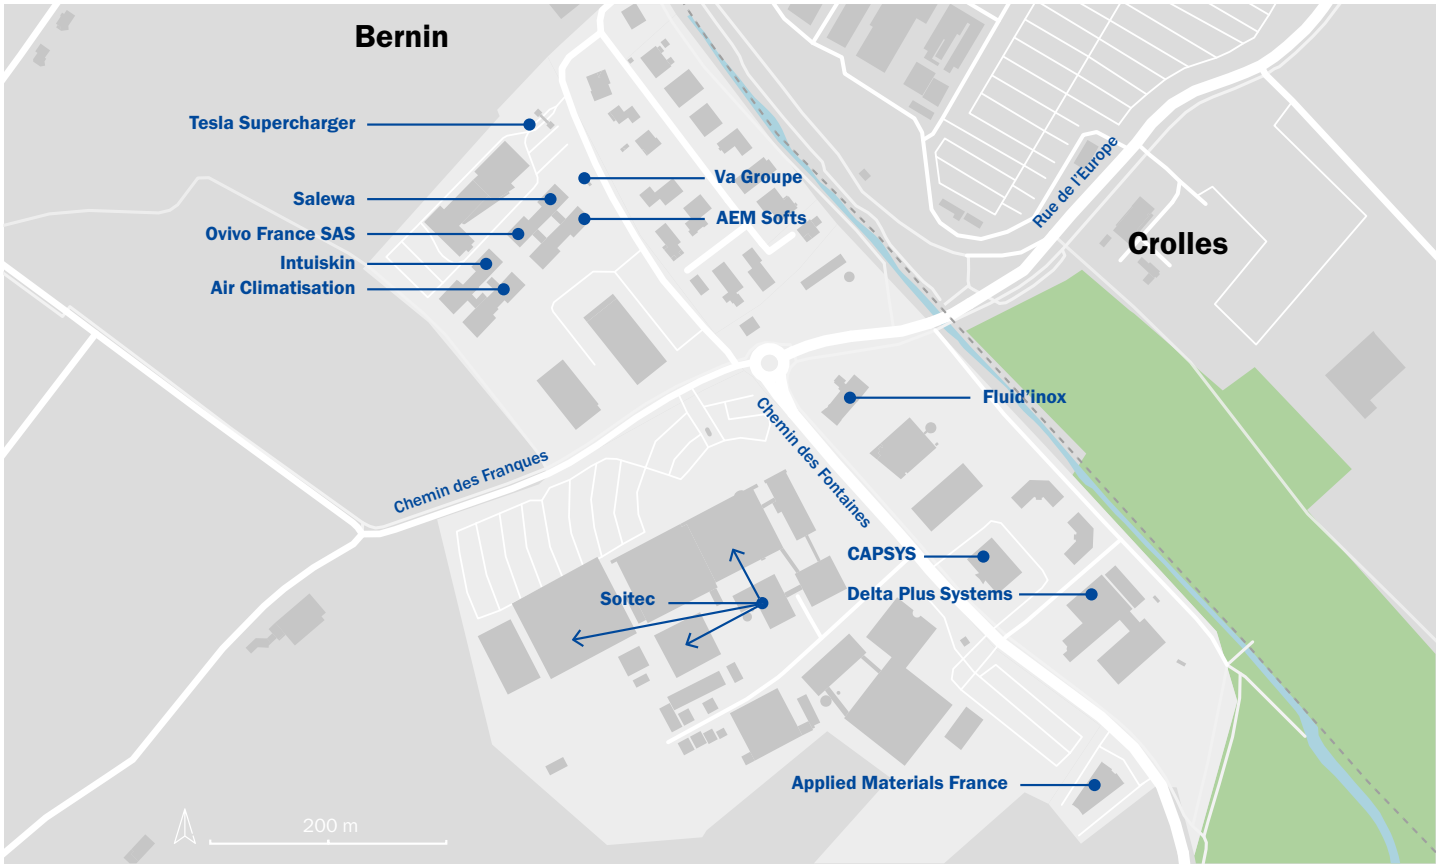 Bernin
Tesla Supercharger
Rue de l'Europe
Va Groupe
Salewa
AEM Softs
Ovivo France SAS
Crolles
Intuiskin
Air Climatisation
Fluid'inox
Chemin des Fontaines
Chemin des Franques
CAPSYS
Delta Plus Systems
Soitec
Applied Materials France
200 m